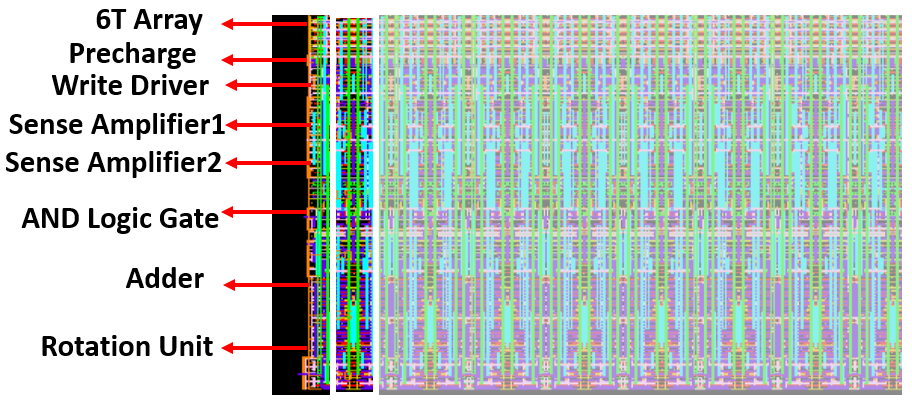 6T Array
Precharge
Write Driver
Sense Amplifier1
Sense Amplifier2
AND Logic Gate
Adder
Rotation Unit